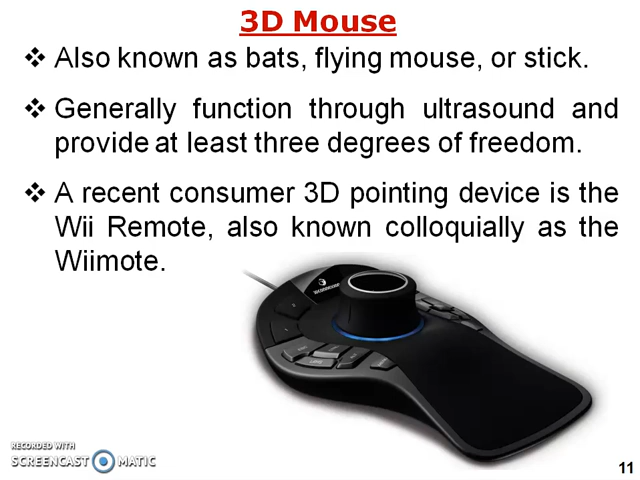 3D Mouse
❖ Also known as bats, flying mouse, or stick.
❖ Generally function through ultrasound and
provide at least three degrees of freedom.
❖ A recent consumer 3D pointing device is the
Wii Remote, also known colloquially as the
Wiimote.
RECORDED WITH
SCREENCAST MATIC
11